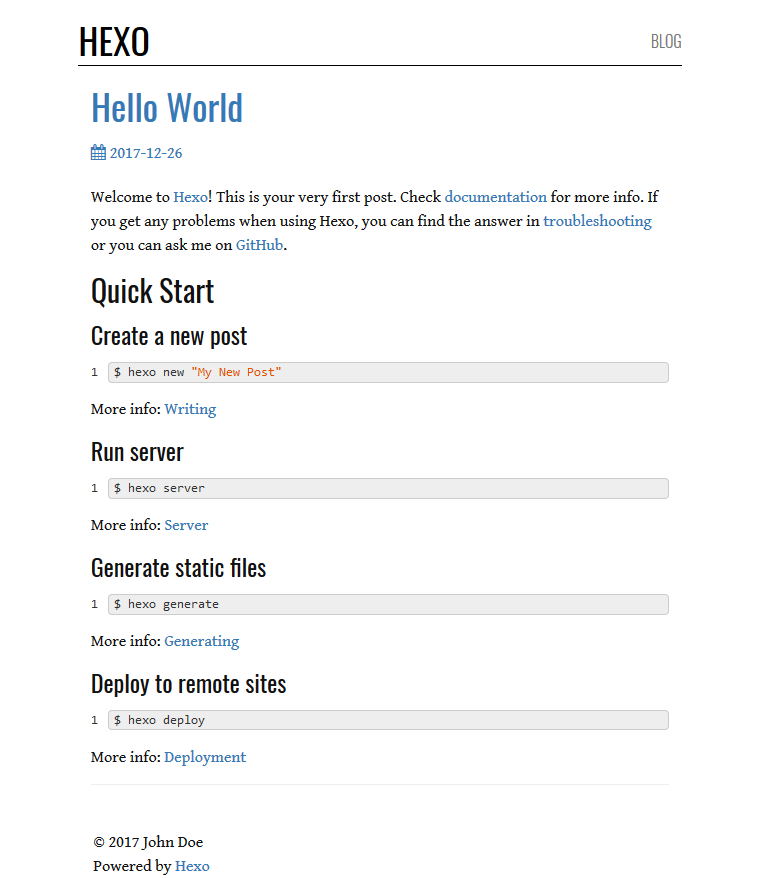 HEXO
BLOG
Hello World
2017-12-26
Welcome to Hexo! This is your very first post. Check documentation for more info. If
you get any problems when using Hexo, you can find the answer in troubleshooting
or you can ask me on GitHub.
Quick Start
Create a new post
1 $ hexo new "My New Post"
More info: Writing
Run server
1 $ hexo server
More info: Server
Generate static files
1 $ hexo generate
More info: Generating
Deploy to remote sites
1 $ hexo deploy
More info: Deployment
© 2017 John Doe
Powered by Hexo